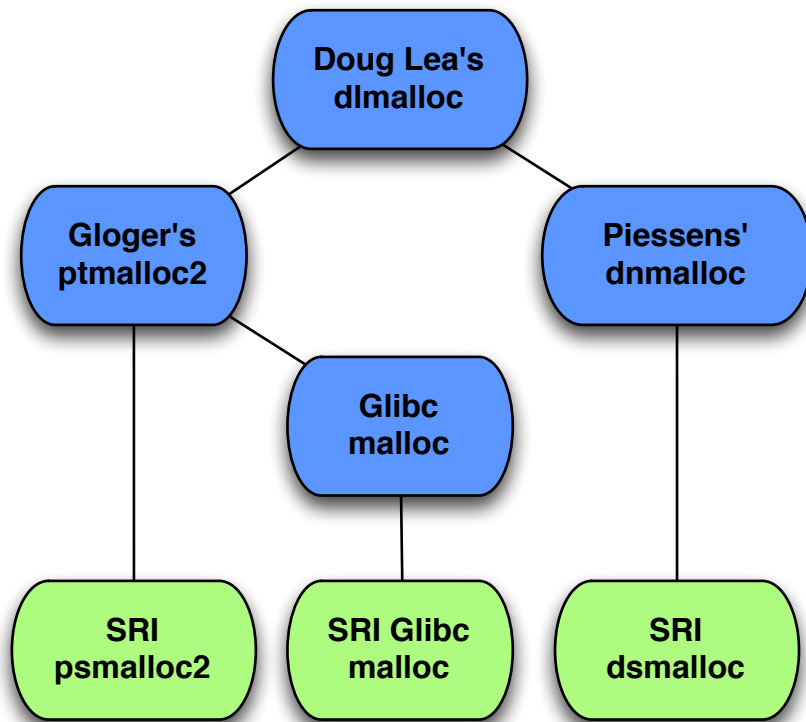 Doug Lea's
dlmalloc
Gloger's
ptmalloc2
Piessens'
dnmalloc
Glibc
malloc
SRI
psmalloc2
SRI Glibc
malloc
SRI
dsmalloc